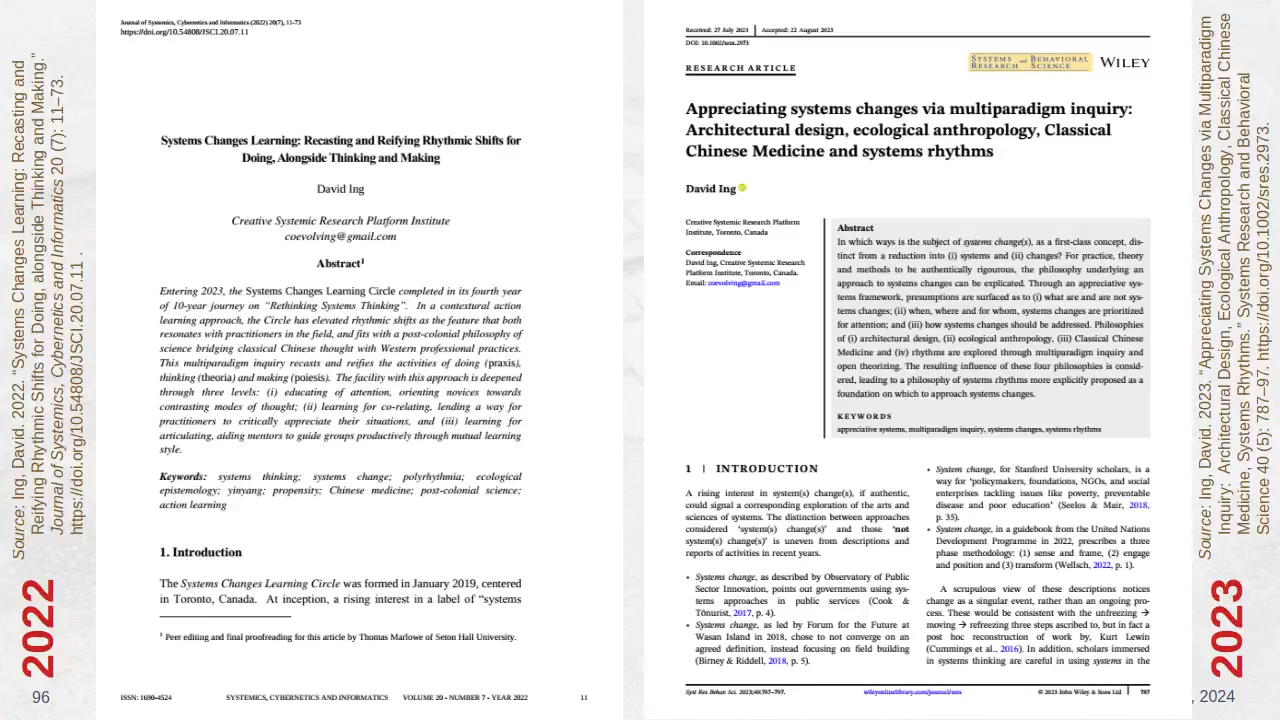 Source: Ing, David. 2022. “Systems Changes Learning: Recasting and
Reifying Rhythmic Shifts for Doing, Alongside Thinking and Making.”
Journal of Systemics, Cybernetics and Informatics 20 (7): 11–73.
https://doi.org/10.54808/JSCI.20.07.11 .
2022
96
Journal of Systemics, Cybernetics and Informatics (2022) 20(7), 11-73
https://doi.org/10.54808/JSCI.20.07.11
Systems Changes Learning: Recasting and Reifying Rhythmic Shifts for
Doing, Alongside Thinking and Making
David Ing
Creative Systemic Research Platform Institute
coevolving@gmail.com
Abstract1
Entering 2023, the Systems Changes Learning Circle completed in its fourth year
of 10-year journey on “Rethinking Systems Thinking”. In a contextural action
learning approach, the Circle has elevated rhythmic shifts as the feature that both
resonates with practitioners in the field, and fits with a post-colonial philosophy of
science bridging classical Chinese thought with Western professional practices.
This multiparadigm inquiry recasts and reifies the activities of doing (praxis),
thinking (theoria) and making (poiesis). The facility with this approach is deepened
through three levels: (i) educating of attention, orienting novices towards
contrasting modes of thought; (ii) learning for co-relating, lending a way for
practitioners to critically appreciate their situations, and (iii) learning for
articulating, aiding mentors to guide groups productively through mutual learning
style.
Keywords: systems thinking; systems change; polyrhythmia; ecological
epistemology; yinyang; propensity; Chinese medicine; post-colonial science;
action learning
1. Introduction
The Systems Changes Learning Circle was formed in January 2019, centered
in Toronto, Canada. At inception, a rising interest in a label of “systems
1 Peer editing and final proofreading for this article by Thomas Marlowe of Seton Hall University.
ISSN: 1690-4524 SYSTEMICS, CYBERNETICS AND INFORMATICS VOLUME 20 - NUMBER 7 - YEAR 2022 11
Received: 27 July 2023 | Accepted: 22 August 2023
DOI: 10.1002/sres.2973
RESEARCH ARTICLE
SYSTEMS and BEHAVIORAL
RESEARCH SCIENCE
WILEY
Appreciating systems changes via multiparadigm inquiry:
Architectural design, ecological anthropology, Classical
Chinese Medicine and systems rhythms
David Ing
Creative Systemic Research Platform
Institute, Toronto, Canada
Correspondence
David Ing, Creative Systemic Research
Platform Institute, Toronto, Canada.
Email: coevolving@gmail.com
Abstract
In which ways is the subject of systems change(s), as a first-class concept, dis-
tinct from a reduction into (i) systems and (ii) changes? For practice, theory
and methods to be authentically rigourous, the philosophy underlying an
approach to systems changes can be explicated. Through an appreciative sys-
tems framework, presumptions are surfaced as to (i) what are and are not sys-
tems changes; (ii) when, where and for whom, systems changes are prioritized
for attention; and (iii) how systems changes should be addressed. Philosophies
of (i) architectural design, (ii) ecological anthropology, (iii) Classical Chinese
Medicine and (iv) rhythms are explored through multiparadigm inquiry and
open theorizing. The resulting influence of these four philosophies is consid-
ered, leading to a philosophy of systems rhythms more explicitly proposed as a
foundation on which to approach systems changes.
KEYWORDS
appreciative systems, multiparadigm inquiry, systems changes, systems rhythms
1 | INTRODUCTION
A rising interest in system(s) change(s), if authentic,
could signal a corresponding exploration of the arts and
sciences of systems. The distinction between approaches
considered ‘system(s) change(s)’ and those ‘not
system(s) change(s)’ is uneven from descriptions and
reports of activities in recent years.
• Systems change, as described by Observatory of Public
Sector Innovation, points out governments using sys-
tems approaches in public services (Cook &
Tõnurist, 2017, p. 4).
• Systems change, as led by Forum for the Future at
Wasan Island in 2018, chose to not converge on an
agreed definition, instead focusing on field building
(Birney & Riddell, 2018, p. 5).
• System change, for Stanford University scholars, is a
way for ‘policymakers, foundations, NGOs, and social
enterprises tackling issues like poverty, preventable
disease and poor education’ (Seelos & Mair, 2018,
p. 35).
• System change, in a guidebook from the United Nations
Development Programme in 2022, prescribes a three
phase methodology: (1) sense and frame, (2) engage
and position and (3) transform (Wellsch, 2022, p. 1).
A scrupulous view of these descriptions notices
change as a singular event, rather than an ongoing pro-
cess. These would be consistent with the unfreezing →
moving → refreezing three steps ascribed to, but in fact a
post hoc reconstruction of work by, Kurt Lewin
(Cummings et al., 2016). In addition, scholars immersed
in systems thinking are careful in using systems in the
Syst Res Behav Sci. 2023;40:787–797. wileyonlinelibrary.com/journal/sres © 2023 John Wiley & Sons Ltd | 787
Source: Ing, David. 2023. “Appreciating Systems Changes via Multiparadigm
Inquiry: Architectural Design, Ecological Anthropology, Classical Chinese
Medicine and Systems Rhythms.” Systems Research and Behavioral
Science 40 (5): 787–97. https://doi.org/10.1002/sres.2973.
2023
, 2024